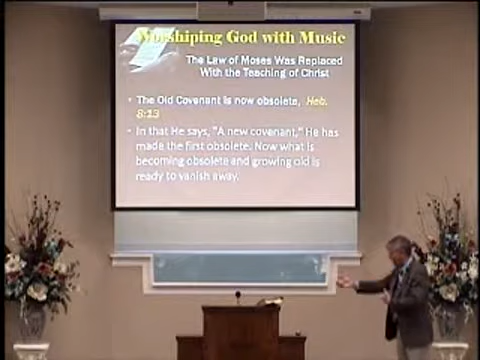 Worshiping God with Music
The Law of Moses Was Replaced
With the Teaching of Christ
• The Old Covenant is now obsolete, Heb.
8:13
• In that He says, "A new covenant," He has
made the first obsolete. Now what is
becoming obsolete and growing old is
ready to vanish away.